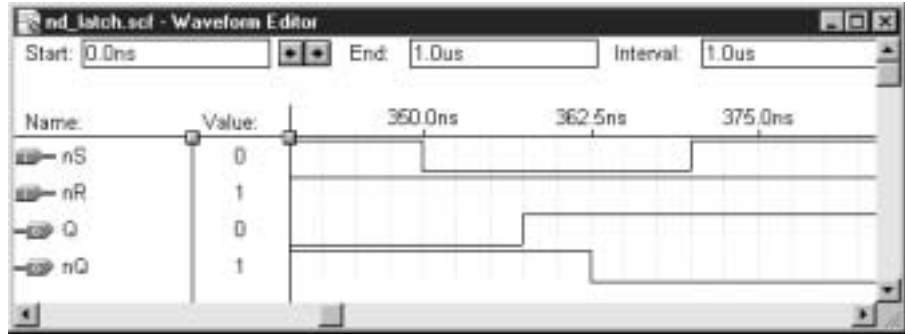 nd_latch.scf - Waveform Editor
Start: 0.0ns End: 1.0us Interval: 1.0us
Name: Value: 350.0ns 362.5ns 375.0ns
nS 0
nR 1
Q 0
nQ 1